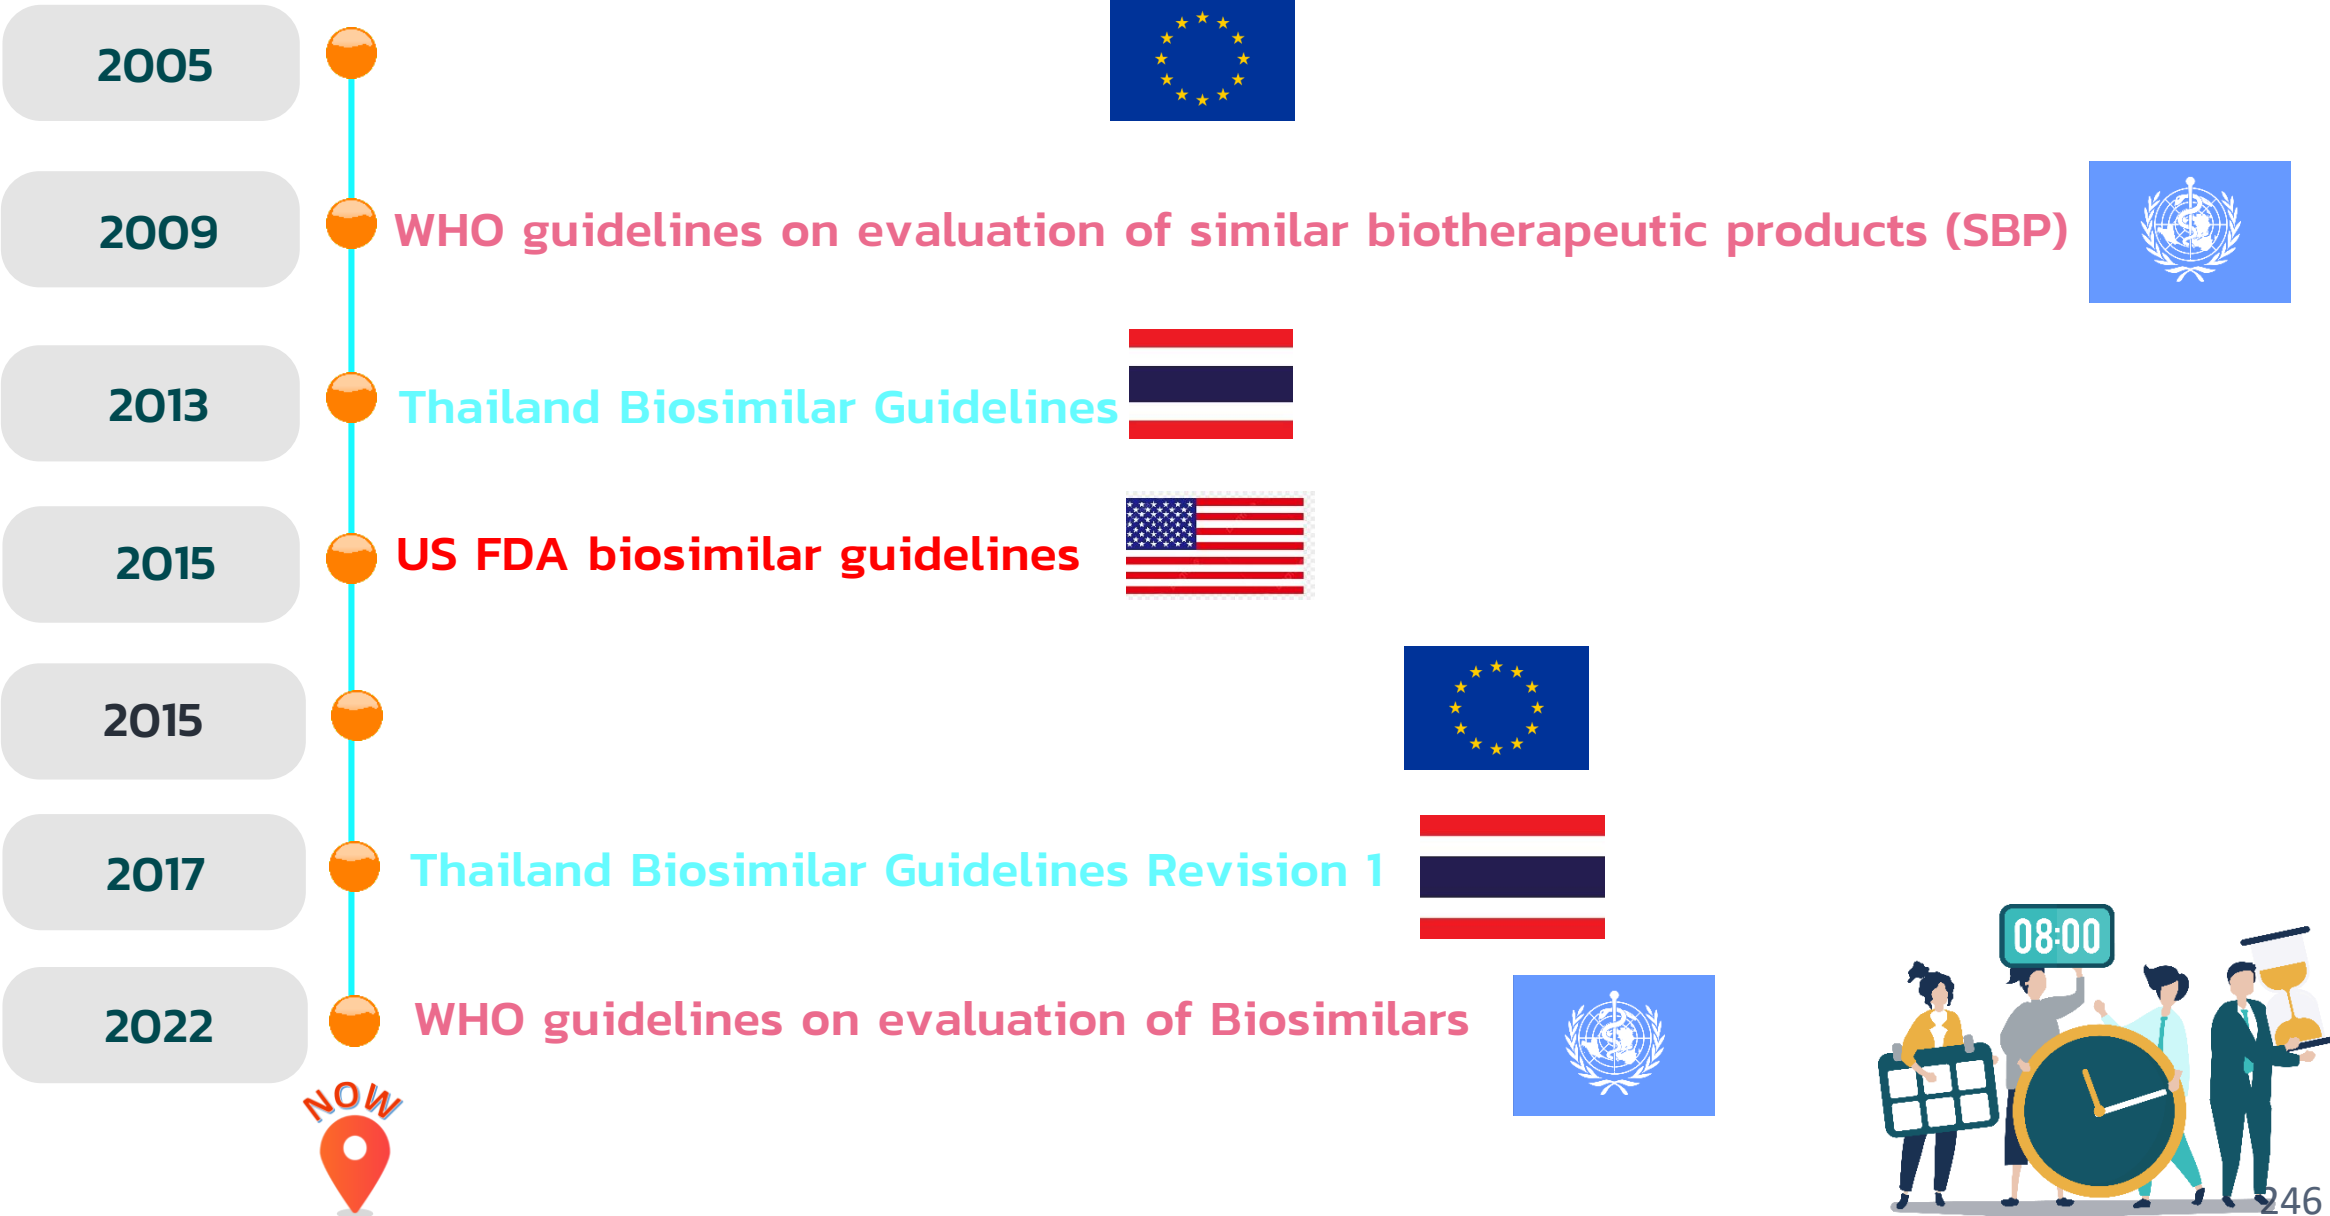 2005
2009
WHO guidelines on evaluation of similar biotherapeutic products (SBP)
2013
Thailand Biosimilar Guidelines
2015
US FDA biosimilar guidelines
2015
2017
Thailand Biosimilar Guidelines Revision 1
2022
WHO guidelines on evaluation of Biosimilars
NOW
08:00
246